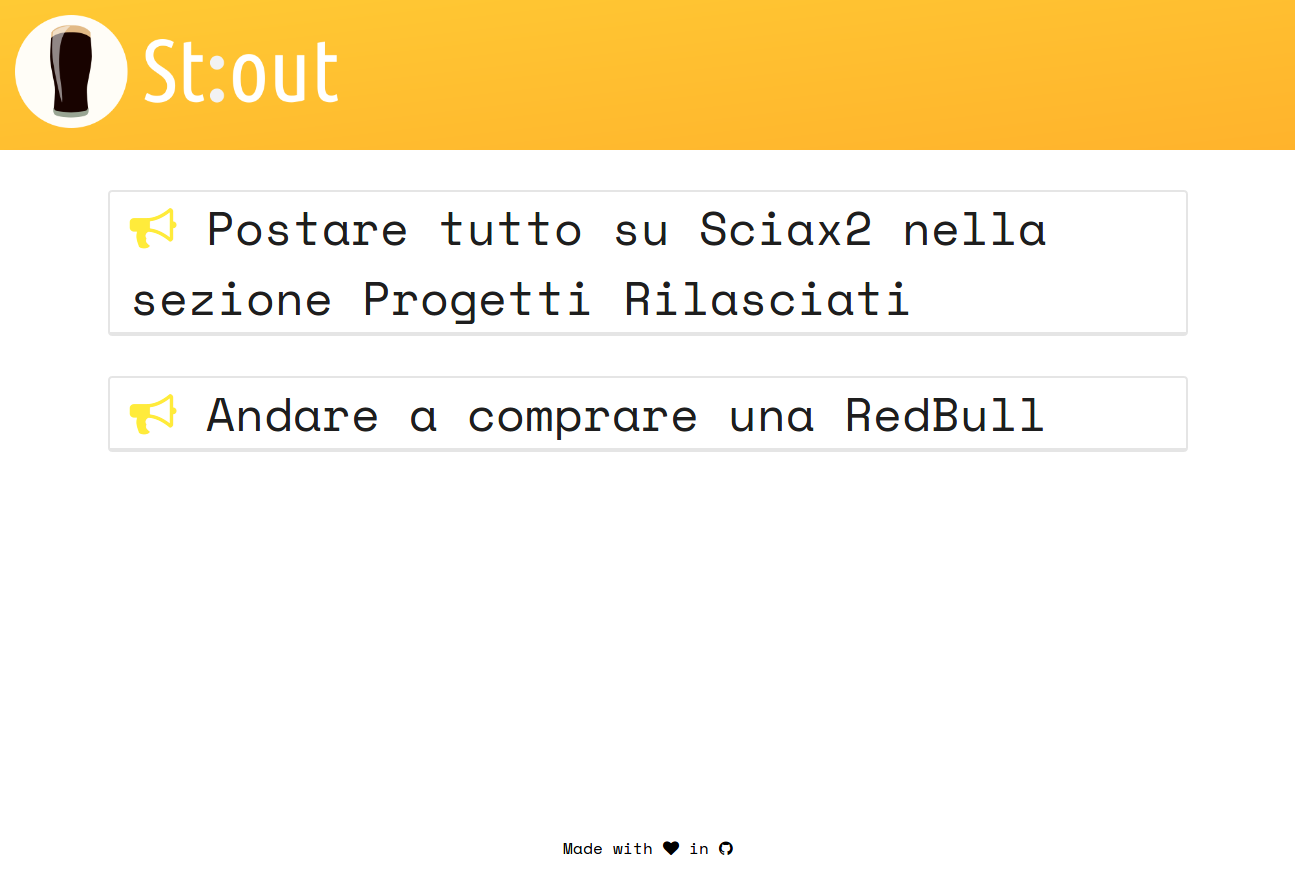 St:out
Postare tutto su Sciax2 nella
sezione Progetti Rilasciati
Andare a comprare una RedBull
Made with in